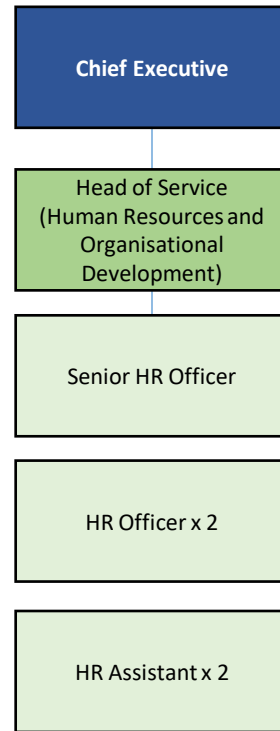 Chief Executive
Head of Service
(Human Resources and
Organisational
Development)
Senior HR Officer
HR Officer x 2
HR Assistant x 2